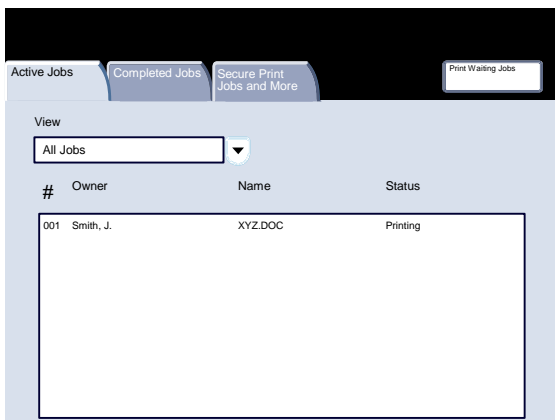 Active Jobs
Completed Jobs
Secure Print
Jobs and More
Print Waiting Jobs
View
All Jobs
# Owner Name Status
001 Smith, J. XYZ.DOC Printing